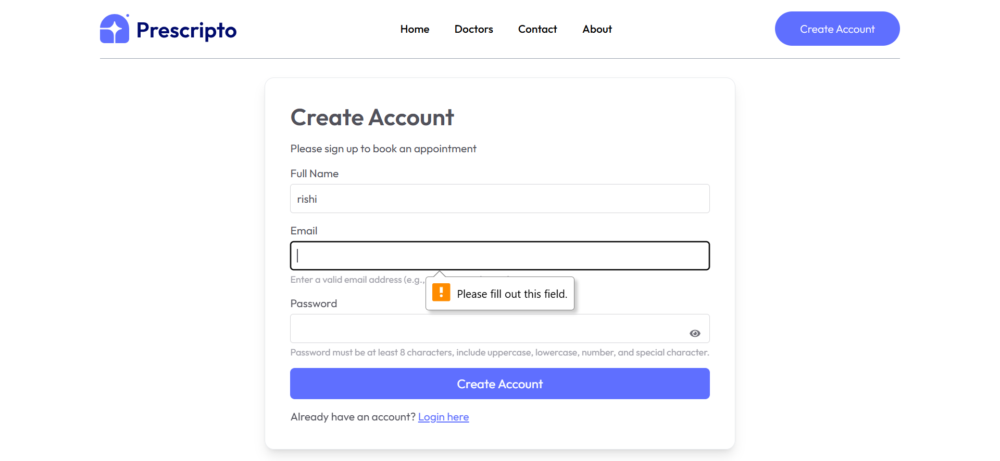 Prescripto
Home Doctors Contact About
Create Account
Create Account
Please sign up to book an appointment
Full Name
rishi
Email
Enter a valid email address (e.g.,
Please fill out this field.
Password
Password must be at least 8 characters, include uppercase, lowercase, number, and special character.
Create Account
Already have an account? Login here